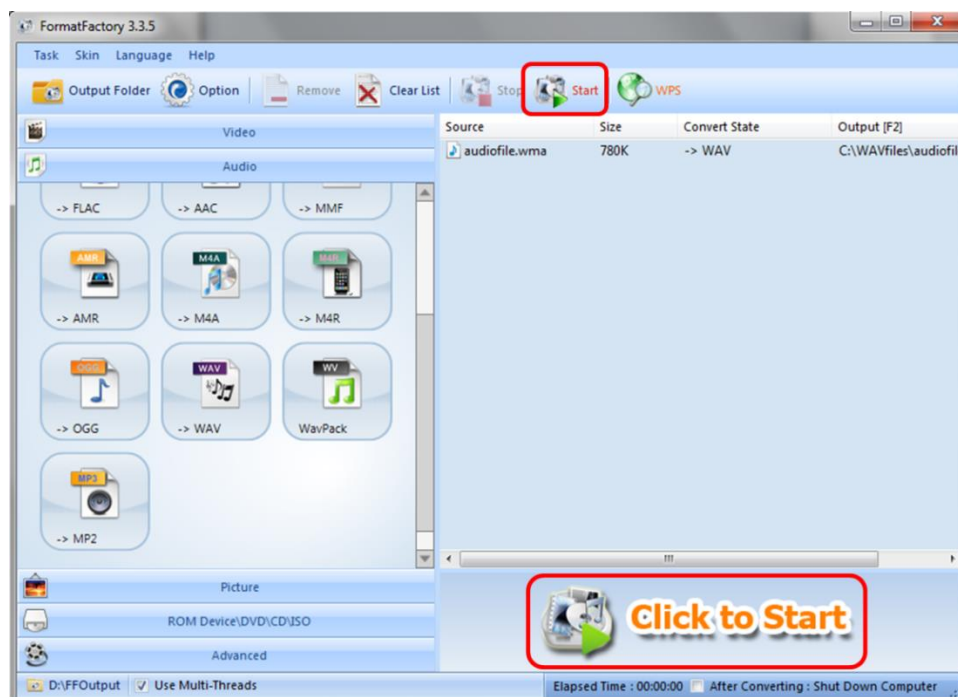 FormatFactory 3.3.5
Task Skin Language Help
Output Folder Option Remove Clear List Stop Start WPS
Video
Audio
-> FLAC -> AAC -> MMF
AMR M4A M4R
-> AMR -> M4A -> M4R
OGG WAV WV
-> OGG -> WAV WavPack
MP3
-> MP2
Picture
ROM Device\DVD\CD\ISO
Advanced
Source Size Convert State Output [F2]
audiofile.wma 780K -> WAV C:\WAVfiles\audiofil
Click to Start
D:\FFOutput Use Multi-Threads Elapsed Time : 00:00:00 After Converting : Shut Down Computer